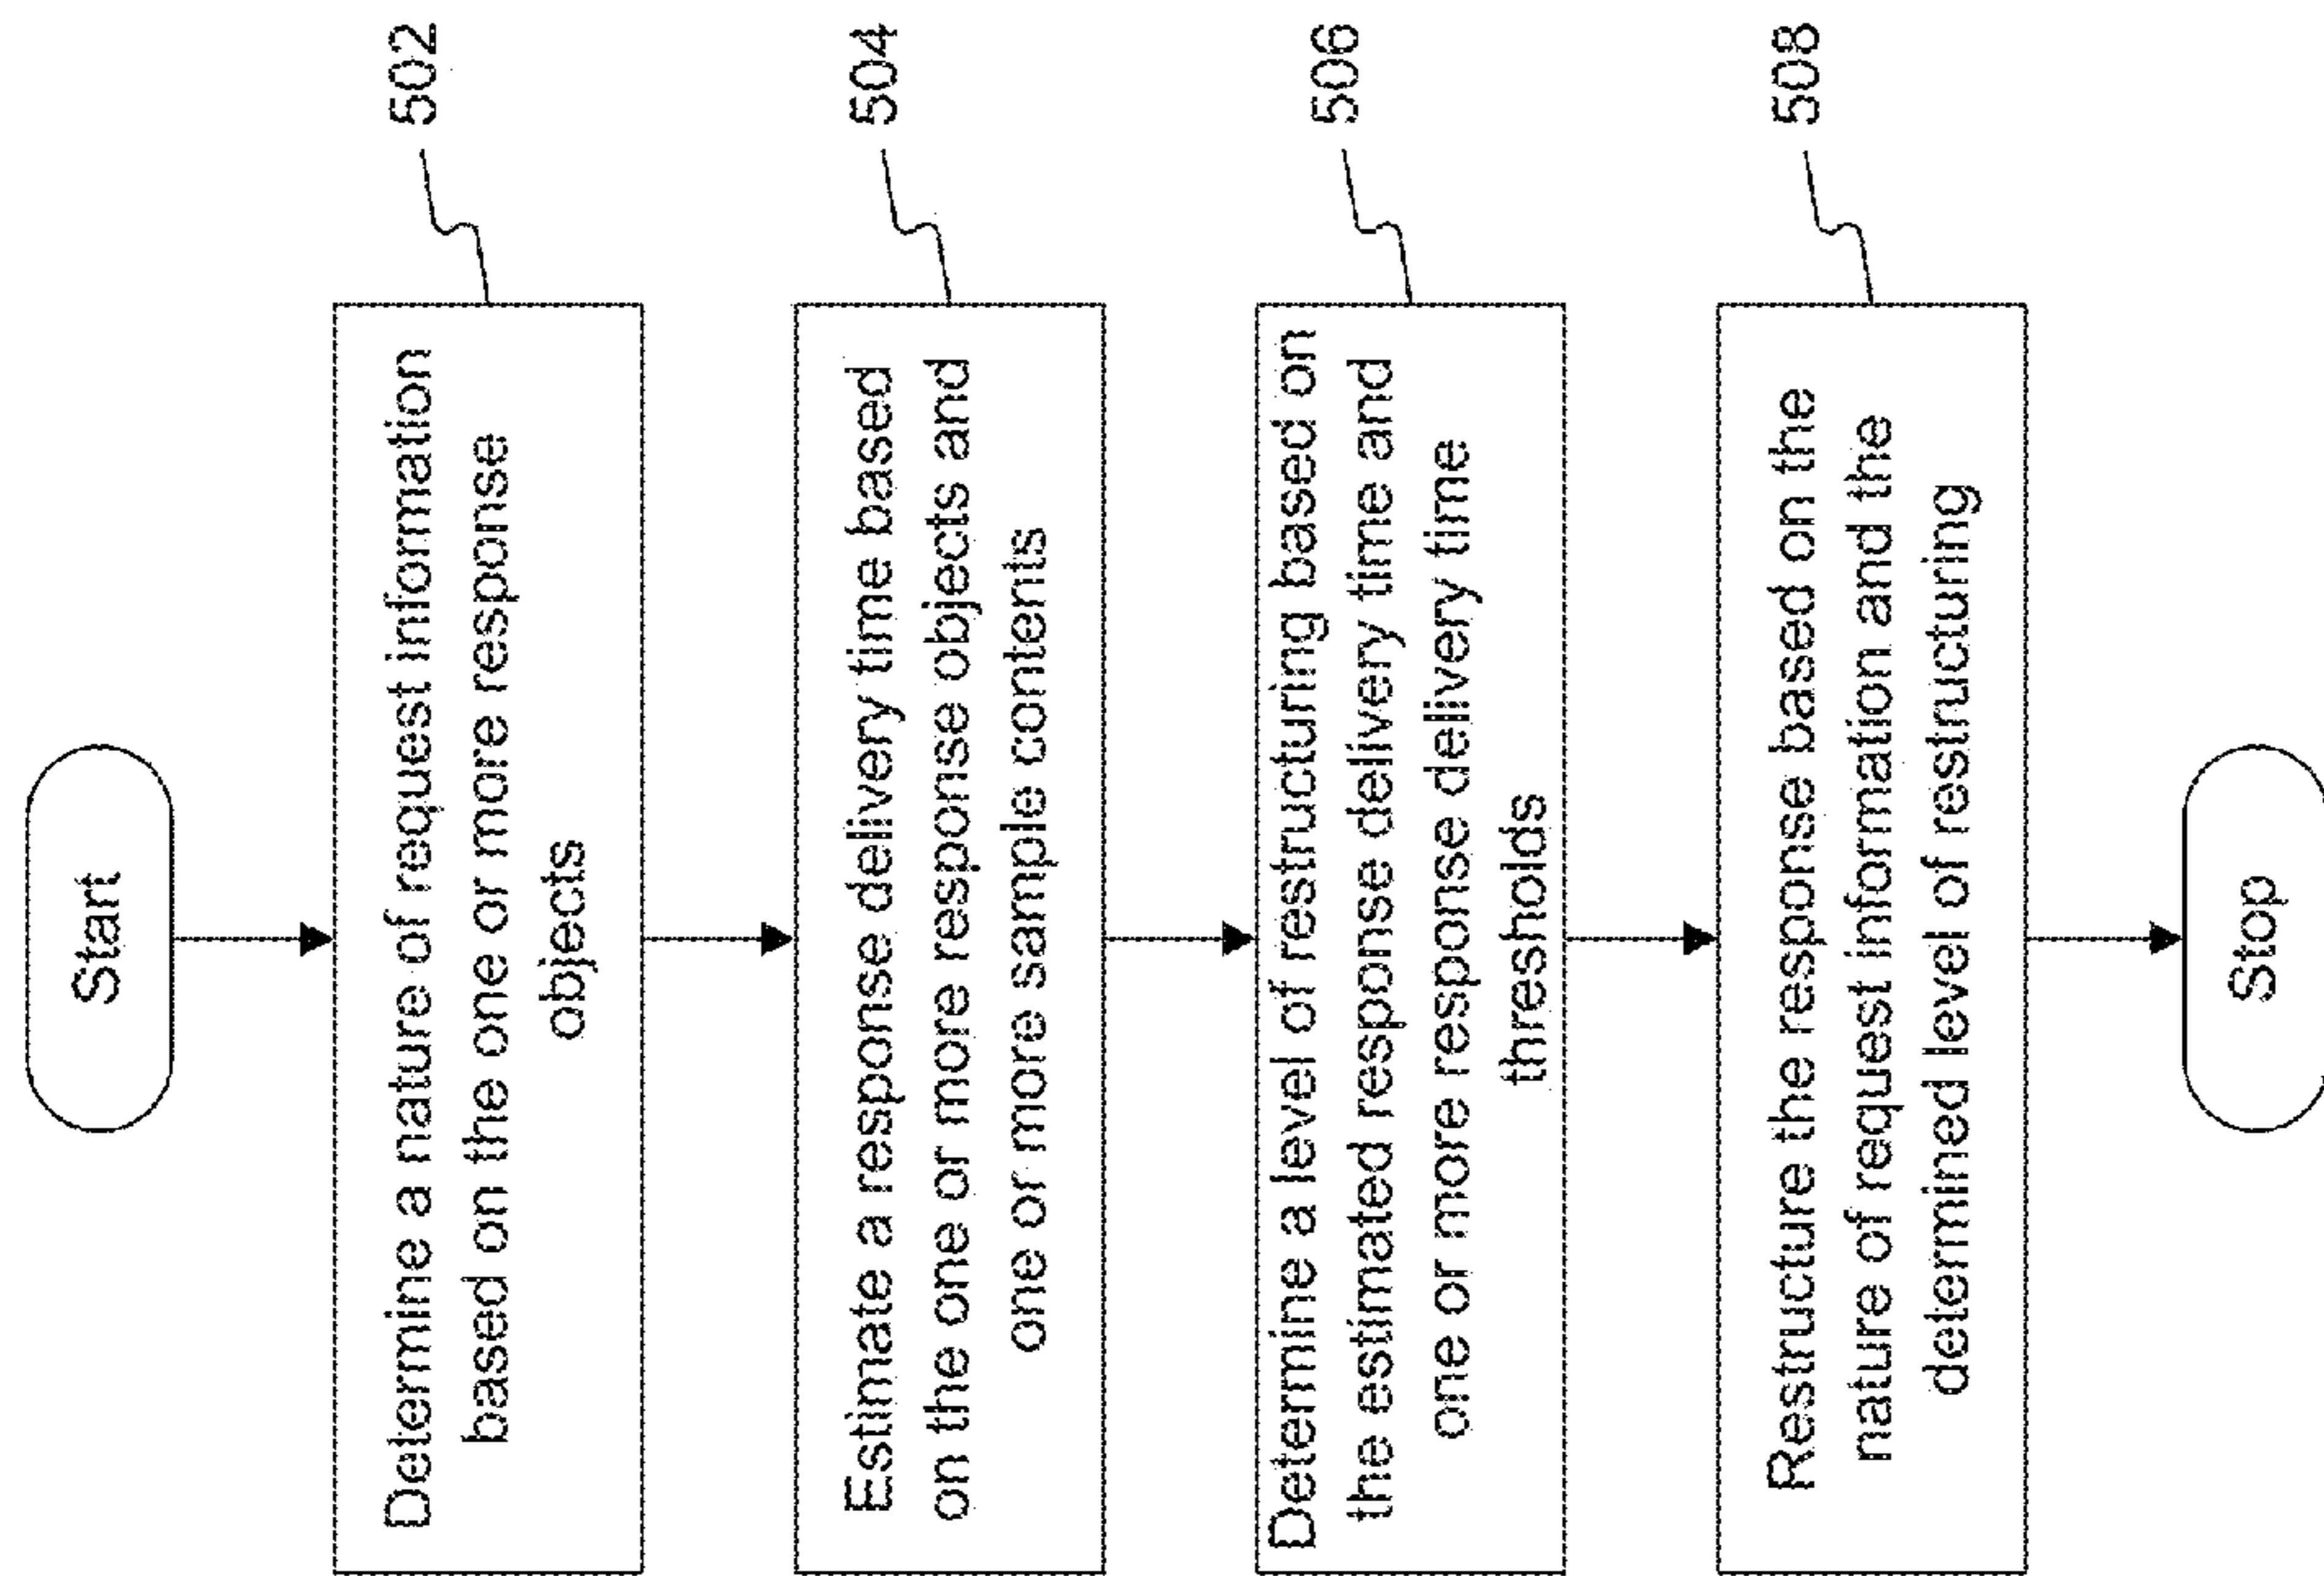 Start
502
Determine a nature of request information
based on the one or more response
objects
504
Estimate a response delivery time based
on the one or more response objects and
one or more sample contents
506
Determine a level of restructuring based on
the estimated response delivery time and
one or more response delivery time
thresholds
508
Restructure the response based on the
nature of request information and the
determined level of restructuring
Stop